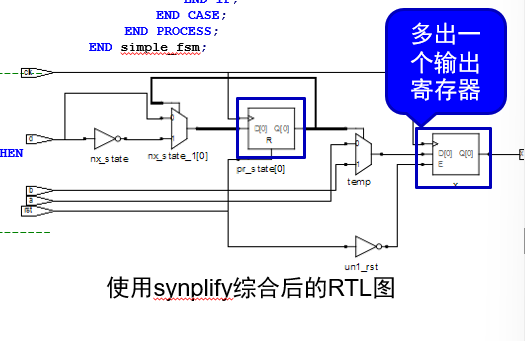 END CASE;
END PROCESS;
END simple_fsm;
多出一
个输出
寄存器
clk
d
HEN
nx_state
0
1
nx_state_1[0]
D[0] Q[0]
R
pr_state[0]
0
1
temp
D[0] Q[0]
E
b
a
rst
un1_rst
使用synplify综合后的RTL图